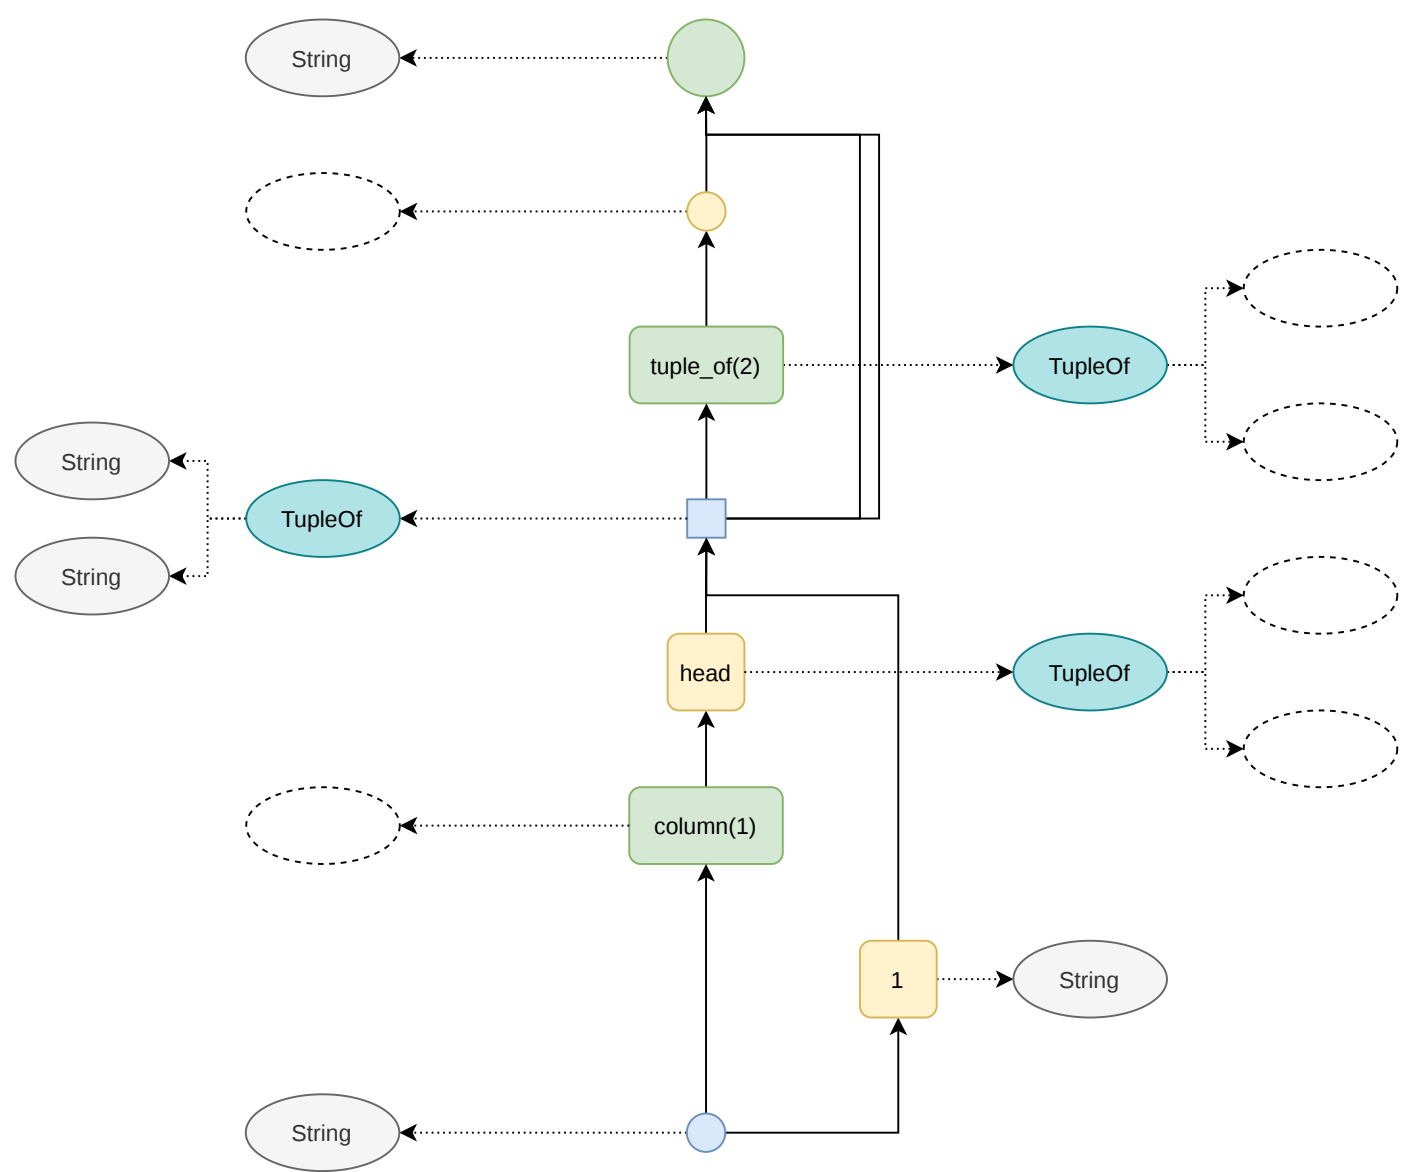 String
tuple_of(2)
TupleOf
String
TupleOf
String
head
TupleOf
column(1)
1
String
String